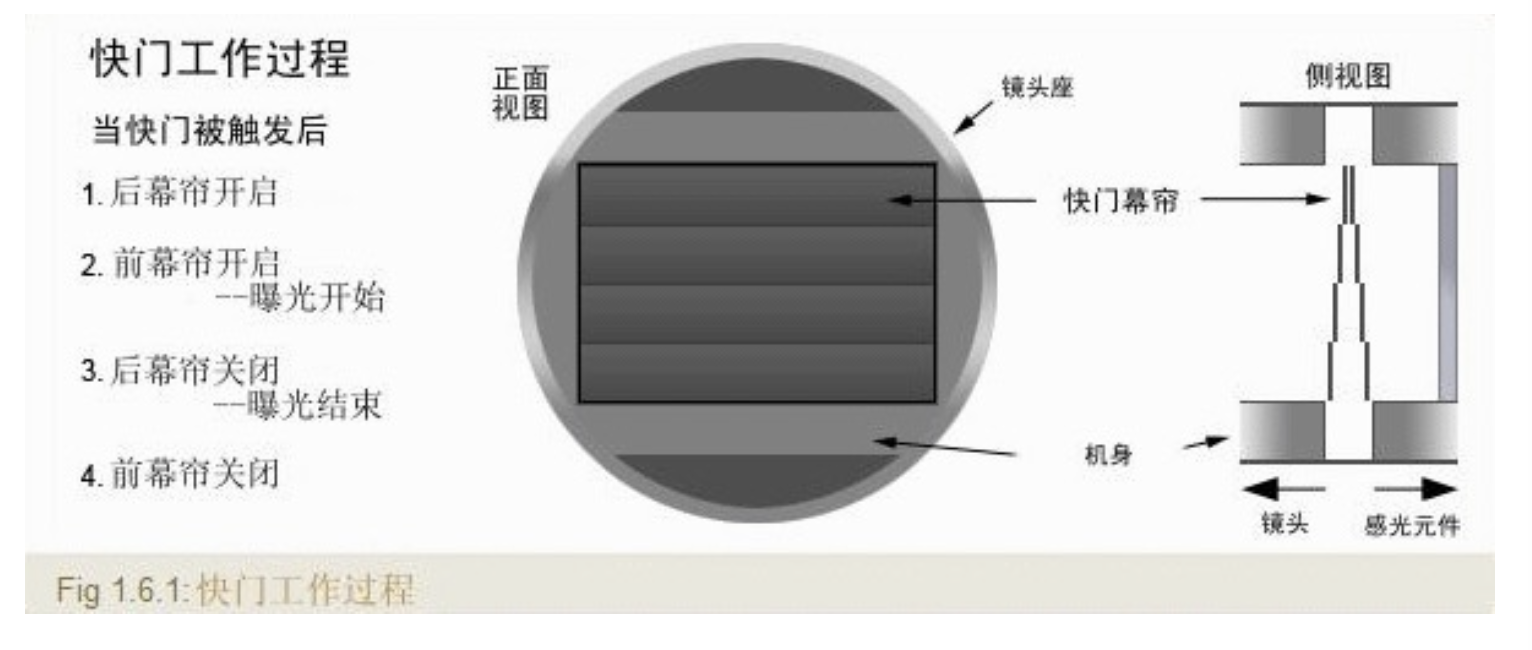 快门工作过程
当快门被触发后
1. 后幕帘开启
2. 前幕帘开启
--曝光开始
3. 后幕帘关闭
--曝光结束
4. 前幕帘关闭
正面
视图
镜头座
快门幕帘
机身
侧视图
镜头
感光元件
Fig 1.6.1:快门工作过程